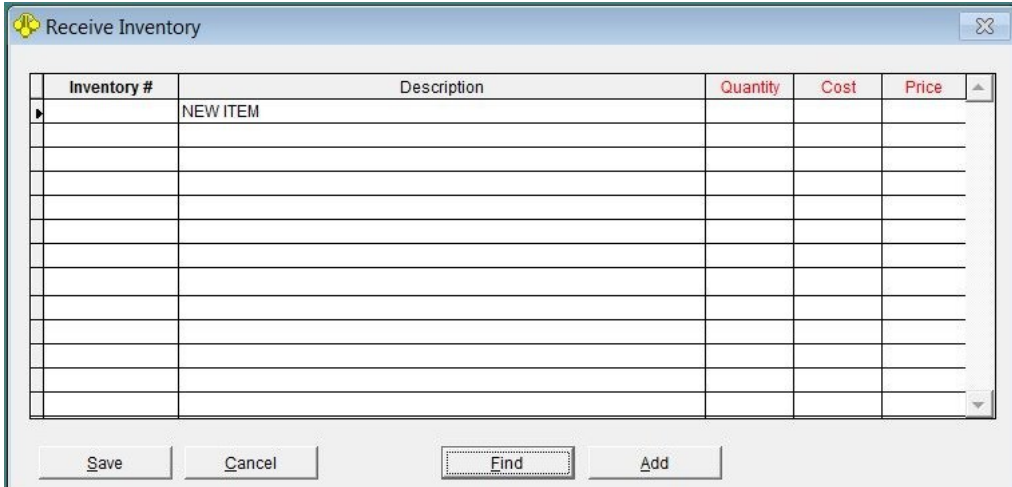 Receive Inventory
Inventory # Description Quantity Cost Price
NEW ITEM
Save Cancel Find Add